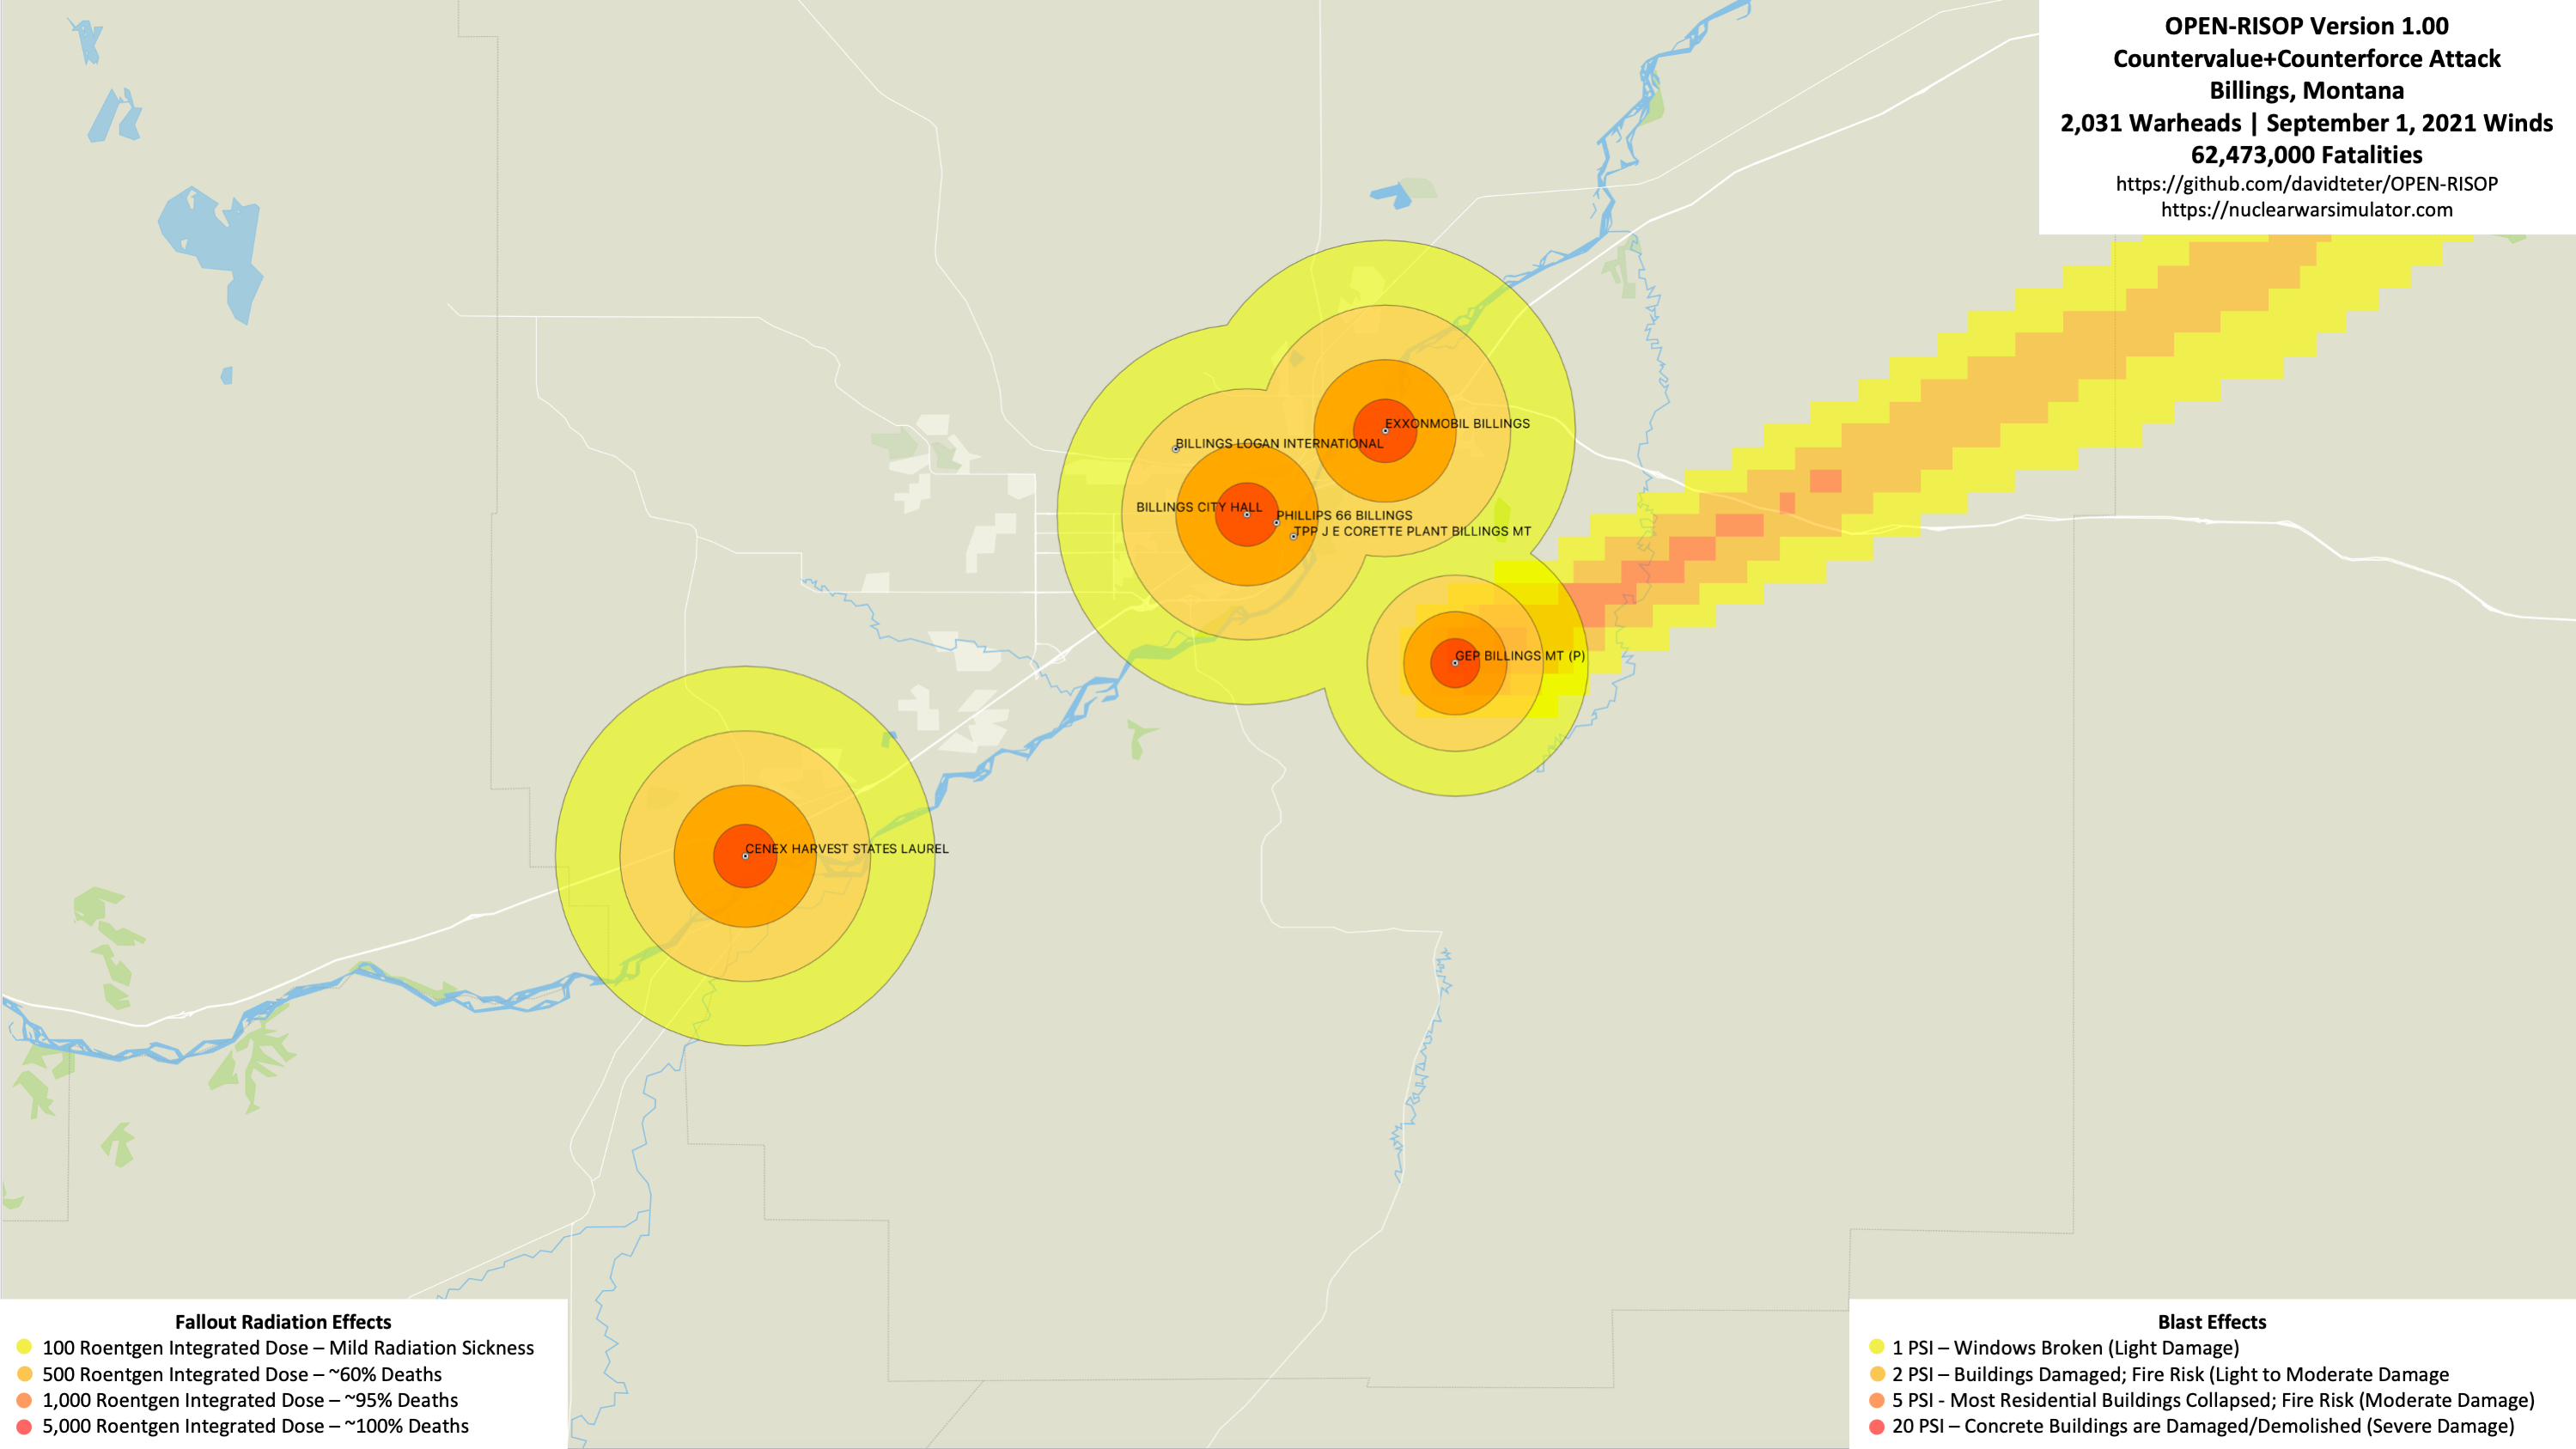 OPEN-RISOP Version 1.00
Countervalue+Counterforce Attack
Billings, Montana
2,031 Warheads | September 1, 2021 Winds
62,473,000 Fatalities
https://github.com/davidteter/OPEN-RISOP
https://nuclearwarsimulator.com
EXXONMOBIL BILLINGS
BILLINGS LOGAN INTERNATIONAL
BILLINGS CITY HALL
PHILLIPS 66 BILLINGS
TPP J E CORETTE PLANT BILLINGS MT
GEP BILLINGS MT (P)
CENEX HARVEST STATES LAUREL
Fallout Radiation Effects
100 Roentgen Integrated Dose – Mild Radiation Sickness
500 Roentgen Integrated Dose – ~60% Deaths
1,000 Roentgen Integrated Dose – ~95% Deaths
5,000 Roentgen Integrated Dose – ~100% Deaths
Blast Effects
1 PSI – Windows Broken (Light Damage)
2 PSI – Buildings Damaged; Fire Risk (Light to Moderate Damage
5 PSI - Most Residential Buildings Collapsed; Fire Risk (Moderate Damage)
20 PSI – Concrete Buildings are Damaged/Demolished (Severe Damage)